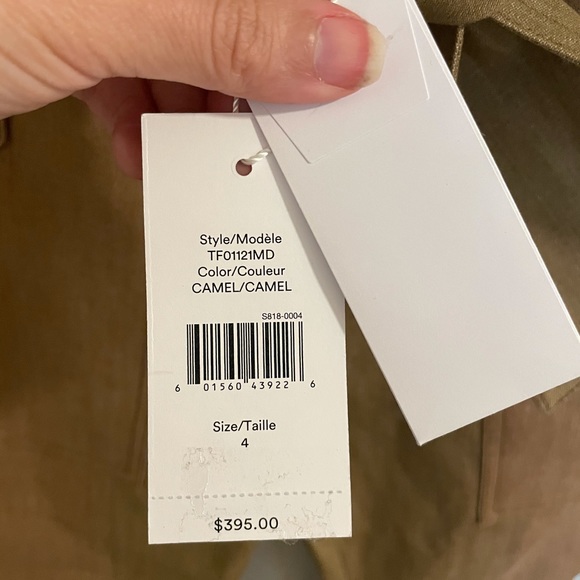 Style/Modèle
TF01121MD
Color/Couleur
CAMEL/CAMEL
S818-0004
6 01560 43922 6
Size/Taille
4
$395.00